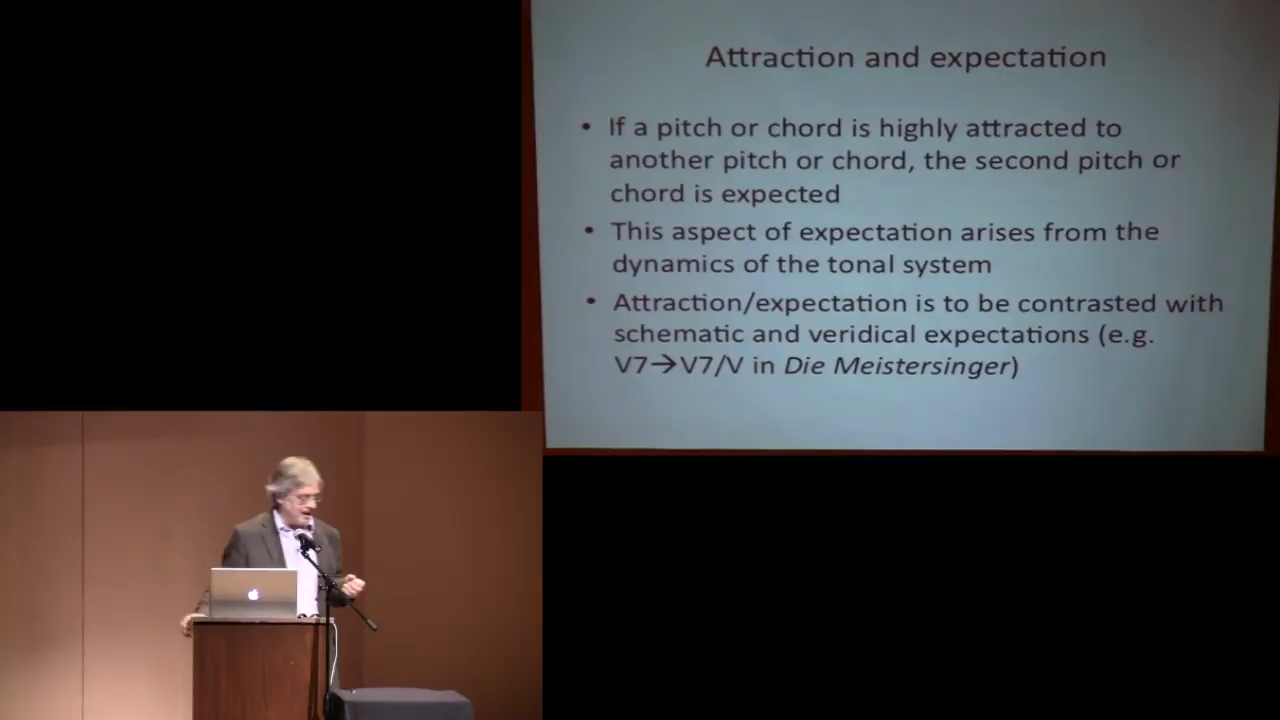 Attraction and expectation
• If a pitch or chord is highly attracted to
another pitch or chord, the second pitch or
chord is expected
• This aspect of expectation arises from the
dynamics of the tonal system
• Attraction/expectation is to be contrasted with
schematic and veridical expectations (e.g.
V7→V7/V in Die Meistersinger)